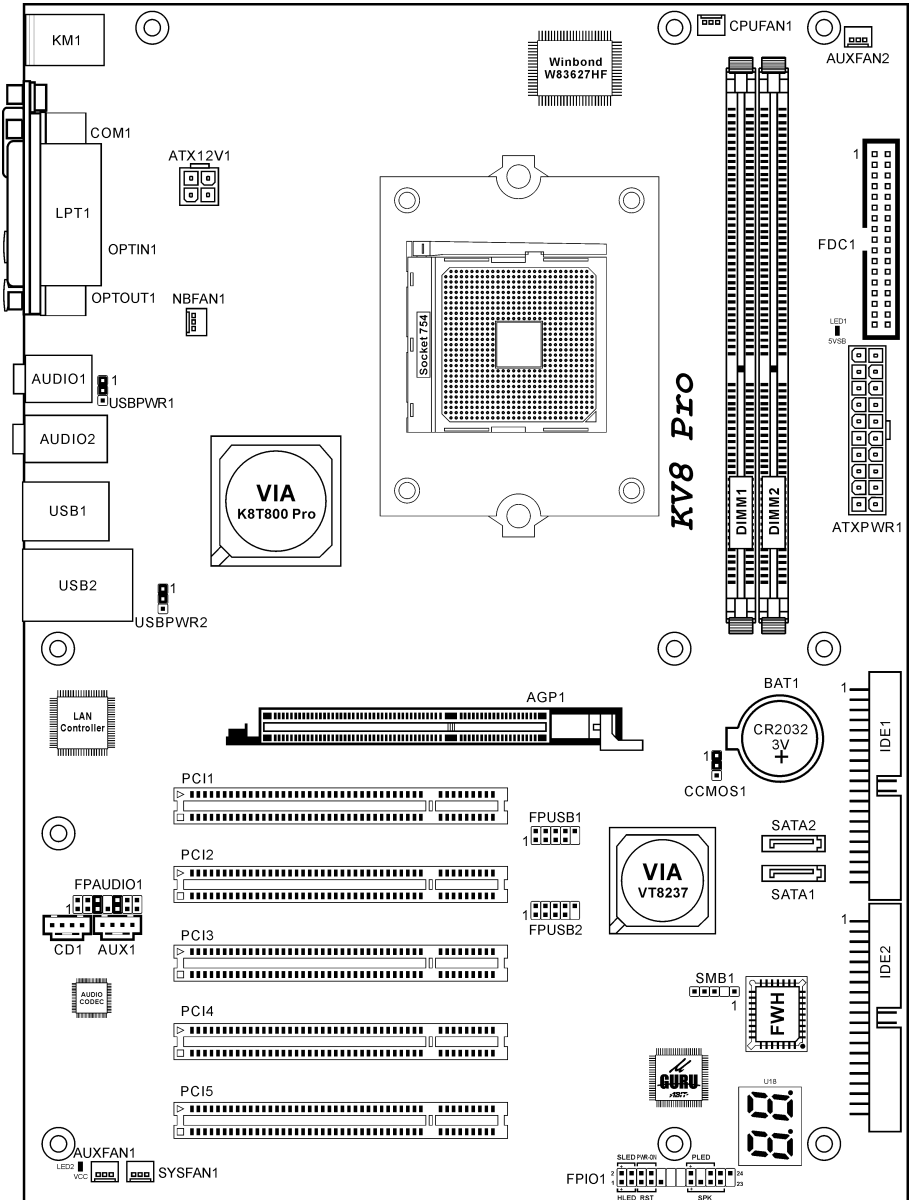 KM1
CPUFAN1
AUXFAN2
Winbond
W83627HF
COM1
ATX12V1
LPT1
1
FDC1
OPTIN1
OPTOUT1
NBFAN1
Socket 754
LED1
5VSB
AUDIO1
1
USBPWR1
AUDIO2
KV8 Pro
VIA
K8T800 Pro
DIMM1
DIMM2
ATXPWR1
USB1
USB2
1
USBPWR2
LAN
Controller
AGP1
BAT1
CR2032
3V
+
1
IDE1
1
CCMOS1
PCI1
FPUSB1
1
SATA2
SATA1
VIA
VT8237
PCI2
FPAUDIO1
1
CD1
AUX1
1
FPUSB2
1
IDE2
PCI3
AUDIO
CODEC
SMB1
1
FWH
PCI4
GURU
ABIT
U18
PCI5
AUXFAN1
LED2
VCC
SYSFAN1
FPIO1
SLED
PWR-ON
PLED
2
1
24
23
HLED
RST
SPK